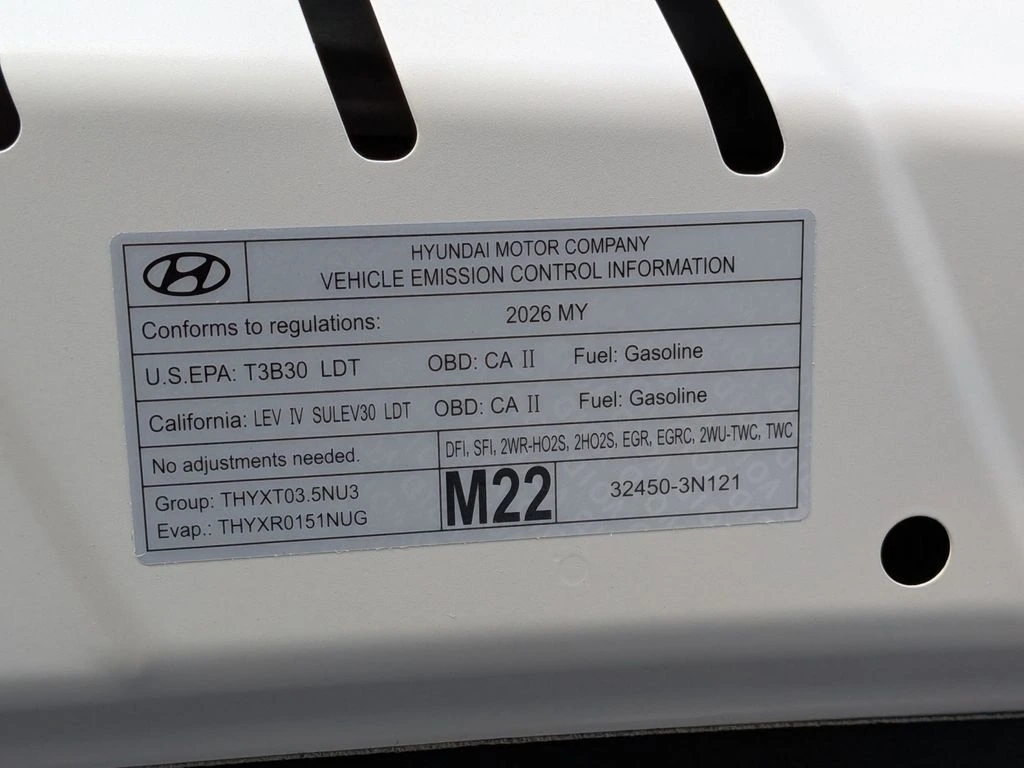 HYUNDAI MOTOR COMPANY
VEHICLE EMISSION CONTROL INFORMATION
Conforms to regulations: 2026 MY
U.S.EPA: T3B30 LDT OBD: CA II Fuel: Gasoline
California: LEV IV SULEV30 LDT OBD: CA II Fuel: Gasoline
No adjustments needed. DFI, SFI, 2WR-HO2S, 2HO2S, EGR, EGRC, 2WU-TWC, TWC
Group: THYXT03.5NU3
Evap.: THYXR0151NUG
M22 32450-3N121